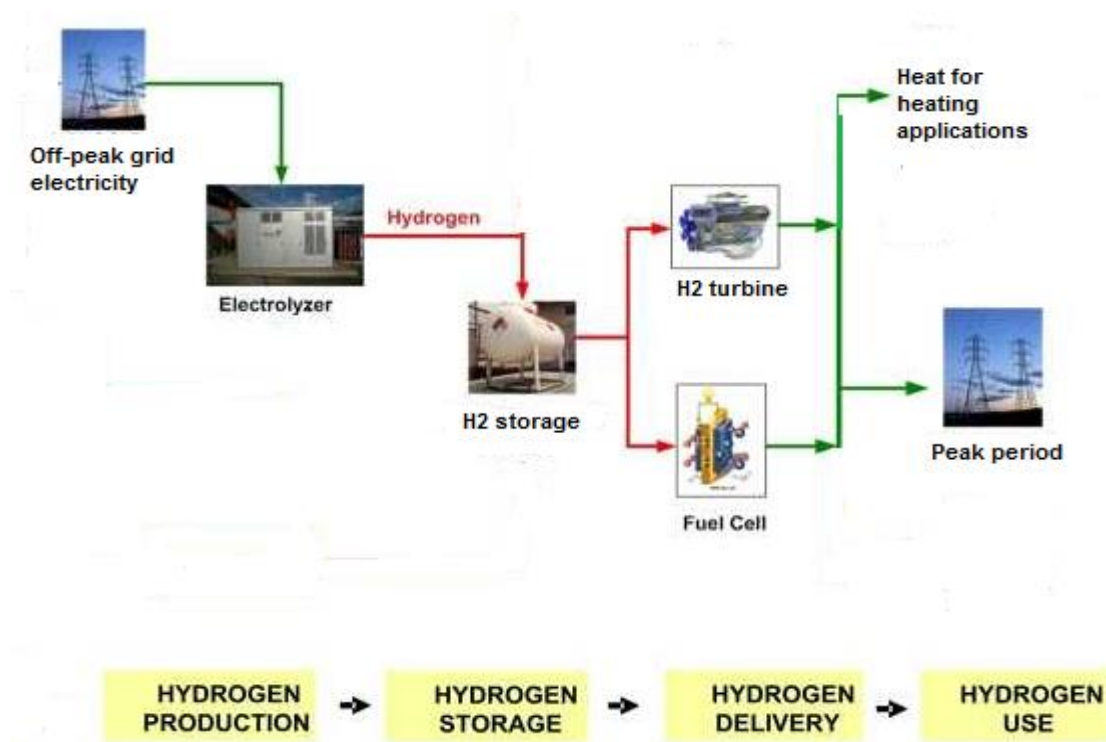 Off-peak grid
electricity
Electrolyzer
Hydrogen
H2 storage
H2 turbine
Fuel Cell
Heat for
heating
applications
Peak period
HYDROGEN
PRODUCTION
HYDROGEN
STORAGE
HYDROGEN
DELIVERY
HYDROGEN
USE